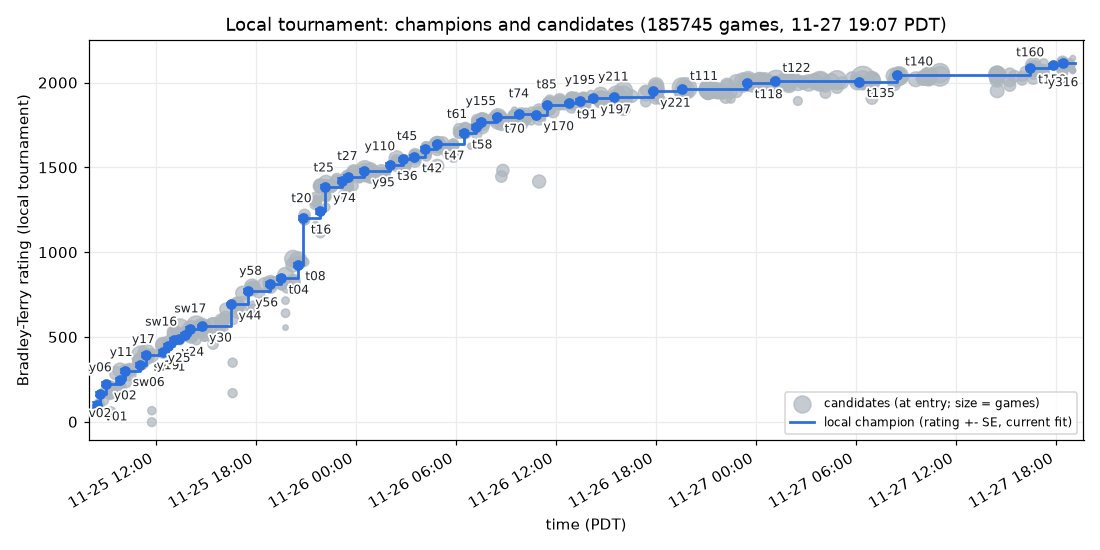 Local tournament: champions and candidates (185745 games, 11-27 19:07 PDT)
Bradley-Terry rating (local tournament)
2000
1500
1000
500
0
t160
t140
y316
t122
t135
t111
t118
y221
y195
y211
y197
t85
t91
t74
y170
y155
t70
t61
t58
t45
t47
y110
t42
t27
t36
t25
y95
t20
y74
t16
t08
y58
t04
y56
sw17
y44
sw16
y30
y17
y25
y11
sw06
y06
y02
candidates (at entry; size = games)
local champion (rating +- SE, current fit)
11-25 12:00
11-25 18:00
11-26 00:00
11-26 06:00
11-26 12:00
11-26 18:00
11-27 00:00
11-27 06:00
11-27 12:00
11-27 18:00
time (PDT)